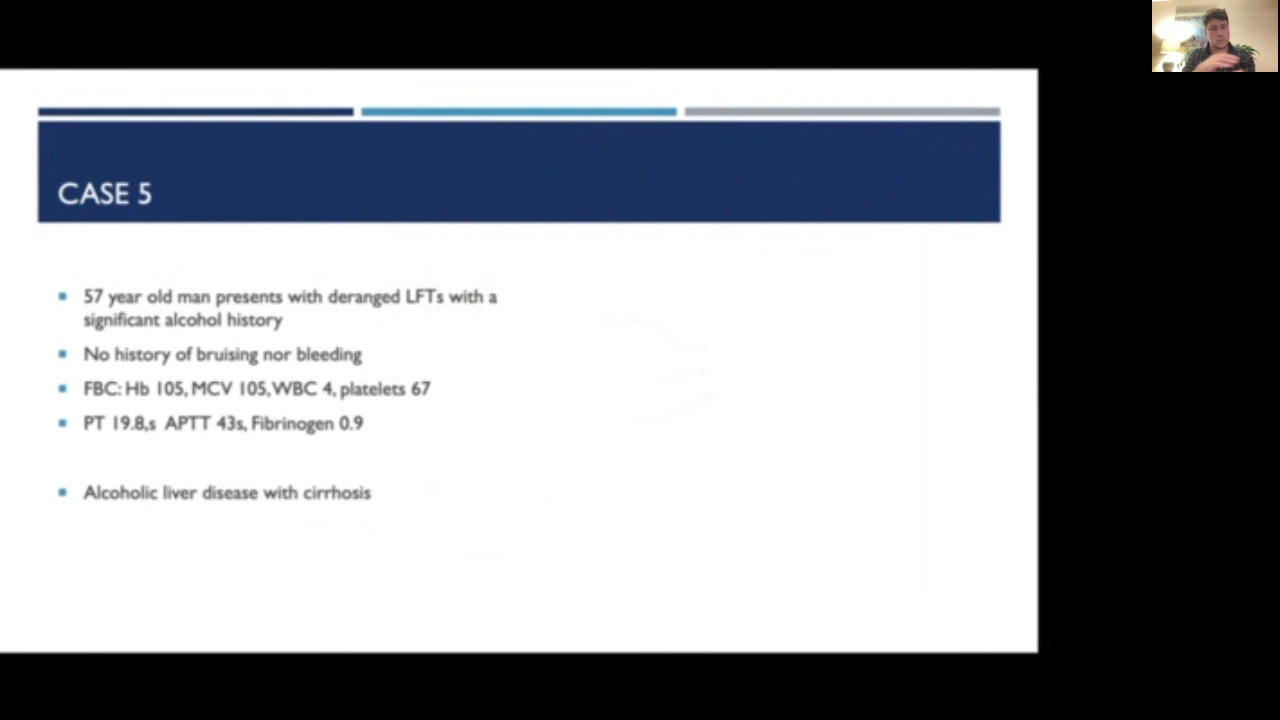 CASE 5
57 year old man presents with deranged LFTs with a
significant alcohol history
No history of bruising nor bleeding
FBC: Hb 105, MCV 105, WBC 4, platelets 67
PT 19.8,s APTT 43s, Fibrinogen 0.9
Alcoholic liver disease with cirrhosis